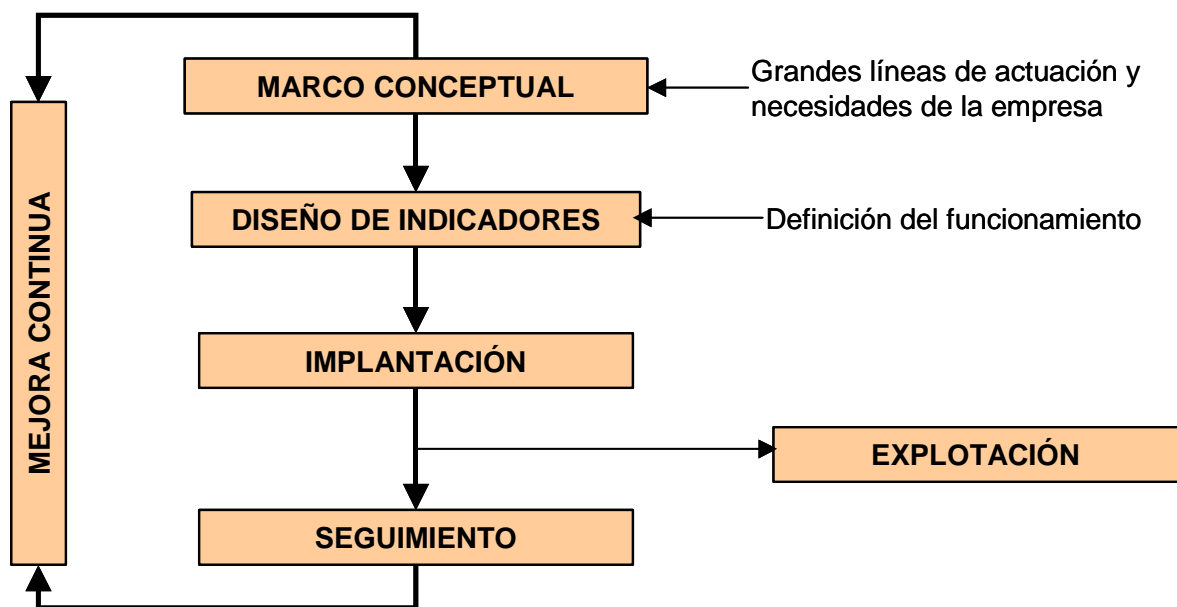 MARCO CONCEPTUAL
Grandes líneas de actuación y
necesidades de la empresa
DISEÑO DE INDICADORES
Definición del funcionamiento
MEJORA CONTINUA
IMPLANTACIÓN
EXPLOTACIÓN
SEGUIMIENTO